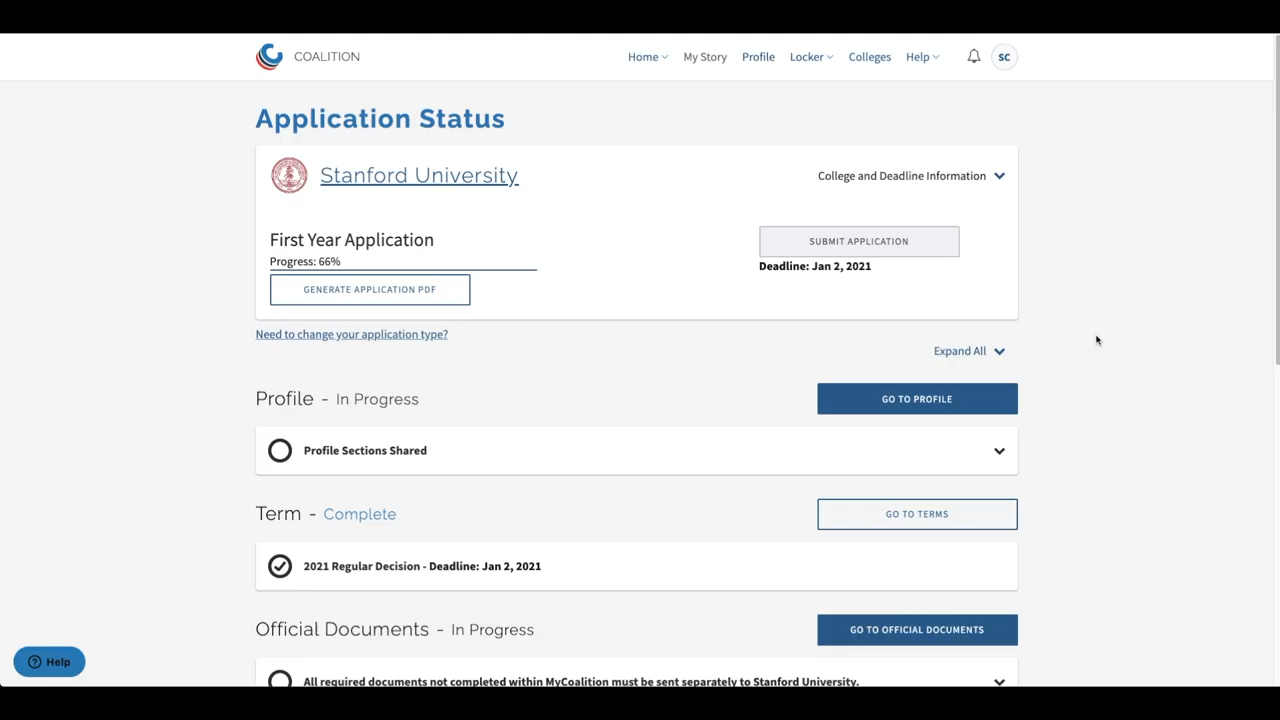 COALITION
Home
My Story
Profile
Locker
Colleges
Help
SC
Application Status
Stanford University
College and Deadline Information
First Year Application
SUBMIT APPLICATION
Progress: 66%
Deadline: Jan 2, 2021
GENERATE APPLICATION PDF
Need to change your application type?
Expand All
Profile - In Progress
GO TO PROFILE
Profile Sections Shared
Term - Complete
GO TO TERMS
2021 Regular Decision - Deadline: Jan 2, 2021
Official Documents - In Progress
GO TO OFFICIAL DOCUMENTS
Help
All required documents not completed within MyCoalition must be sent separately to Stanford University.